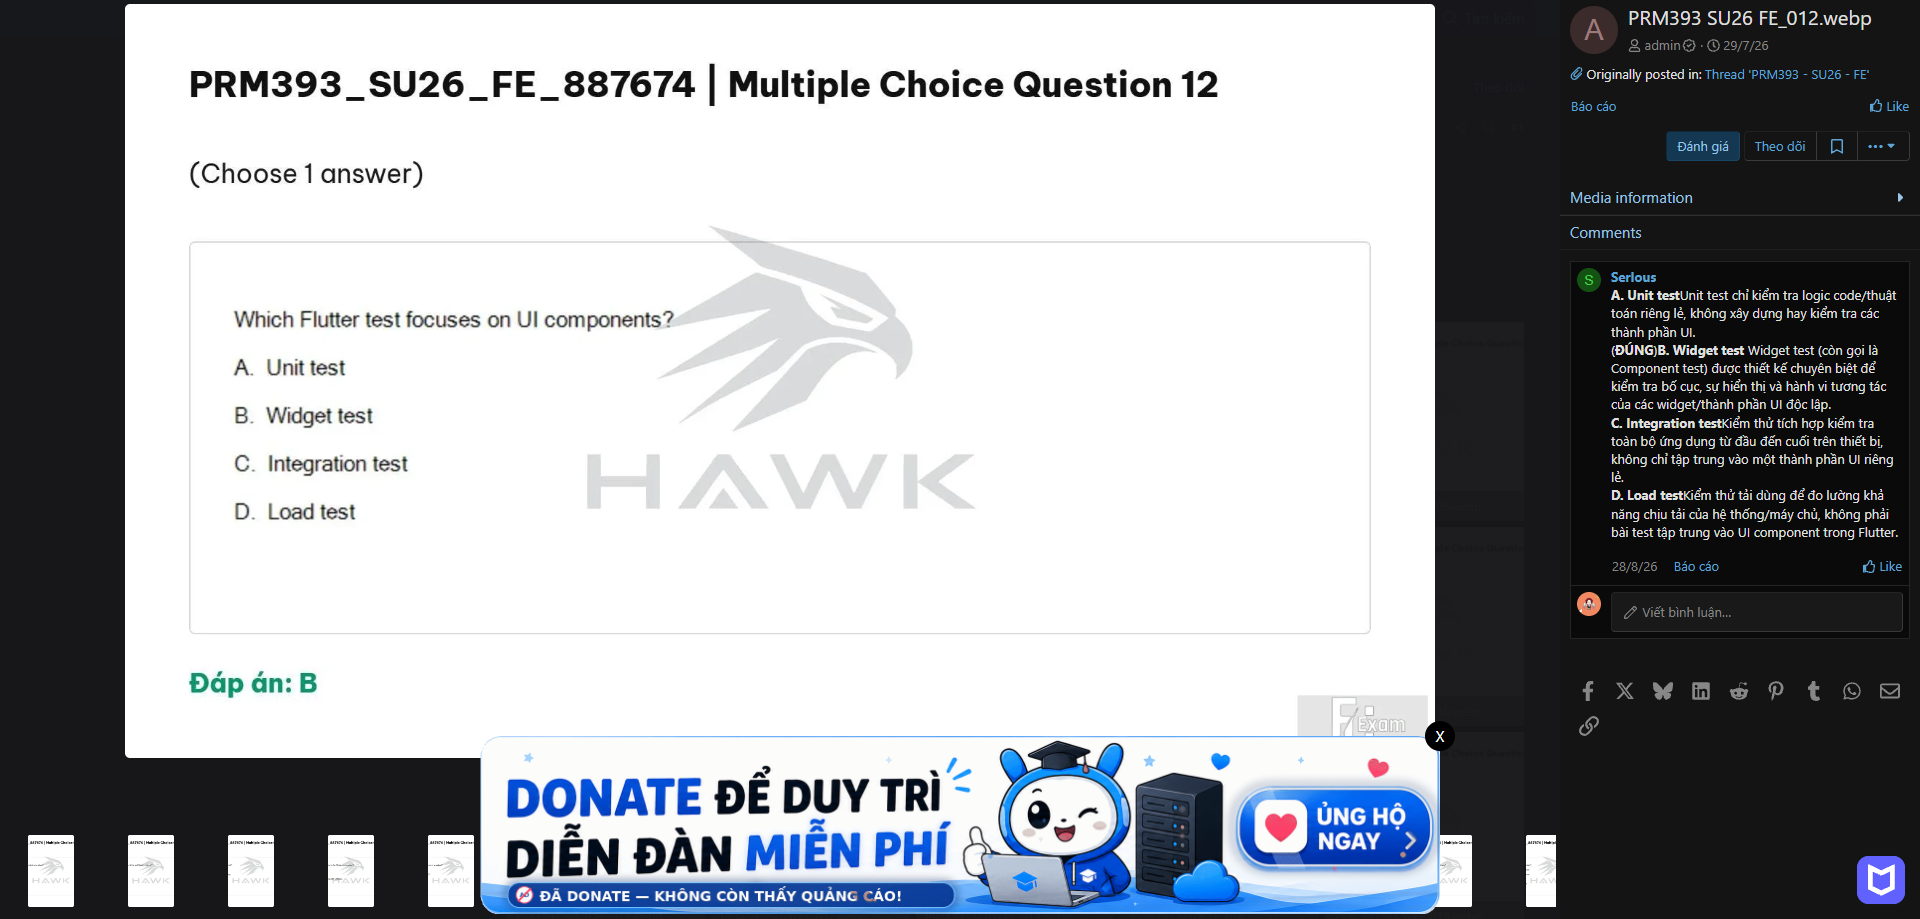 PRM393_SU26_FE_887674 | Multiple Choice Question 12
(Choose 1 answer)
Which Flutter test focuses on UI components?
A. Unit test
B. Widget test
C. Integration test
D. Load test
HAWK
Đáp án: B
F Exam
X
DONATE ĐỂ DUY TRÌ
DIỄN ĐÀN MIỄN PHÍ
ĐÃ DONATE — KHÔNG CÒN THẤY QUẢNG CÁO!
ỦNG HỘ
NGAY
A
PRM393 SU26 FE_012.webp
admin · 29/7/26
Originally posted in: Thread 'PRM393 - SU26 - FE'
Báo cáo
Like
Đánh giá
Theo dõi
Media information
Comments
S
Serlous
A. Unit testUnit test chỉ kiểm tra logic code/thuật
toán riêng lẻ, không xây dựng hay kiểm tra các
thành phần UI.
(ĐÚNG)B. Widget test Widget test (còn gọi là
Component test) được thiết kế chuyên biệt để
kiểm tra bố cục, sự hiển thị và hành vi tương tác
của các widget/thành phần UI độc lập.
C. Integration testKiểm thử tích hợp kiểm tra
toàn bộ ứng dụng từ đầu đến cuối trên thiết bị,
không chỉ tập trung vào một thành phần UI riêng
lẻ.
D. Load testKiểm thử tải dùng để đo lường khả
năng chịu tải của hệ thống/máy chủ, không phải
bài test tập trung vào UI component trong Flutter.
28/8/26
Báo cáo
Like
Viết bình luận...
HAWK
HAWK
HAWK
HAWK
HAWK